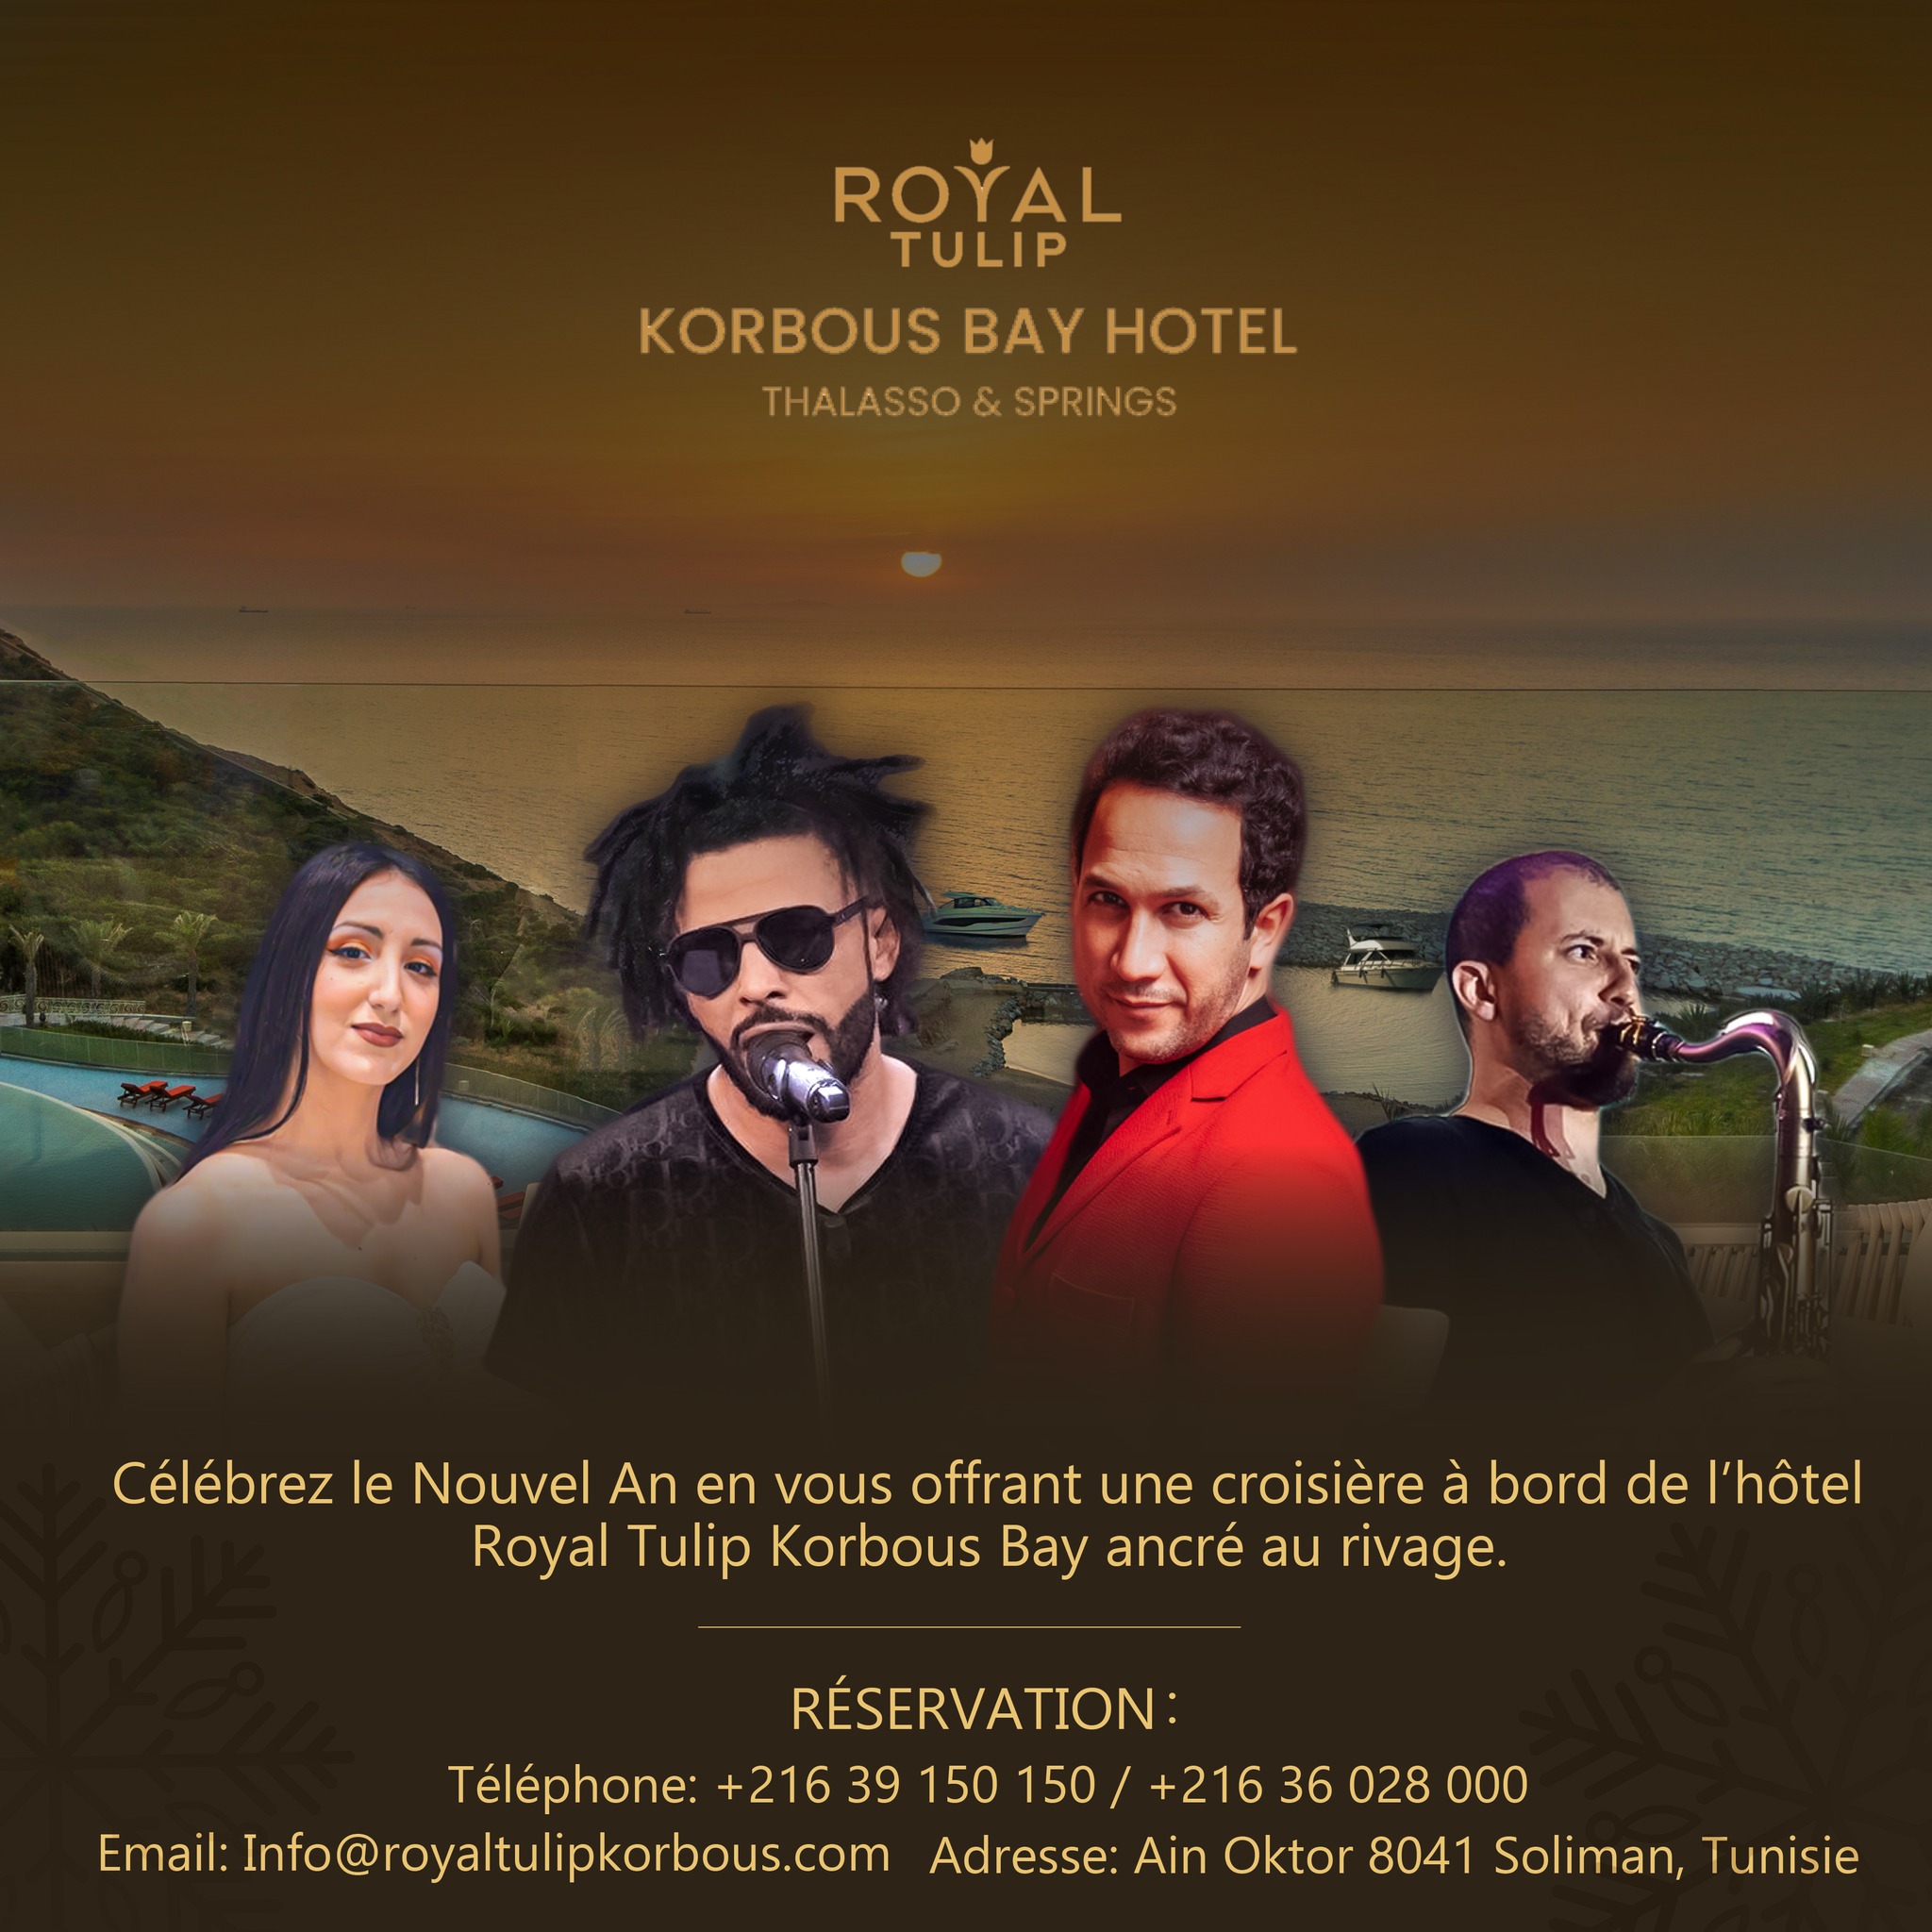 ROYAL
TULIP
KORBOUS BAY HOTEL
THALASSO & SPRINGS
Célébrez le Nouvel An en vous offrant une croisière à bord de l’hôtel
Royal Tulip Korbous Bay ancré au rivage.
RÉSERVATION :
Téléphone: +216 39 150 150 / +216 36 028 000
Email: Info@royaltulipkorbous.com Adresse: Ain Oktor 8041 Soliman, Tunisie